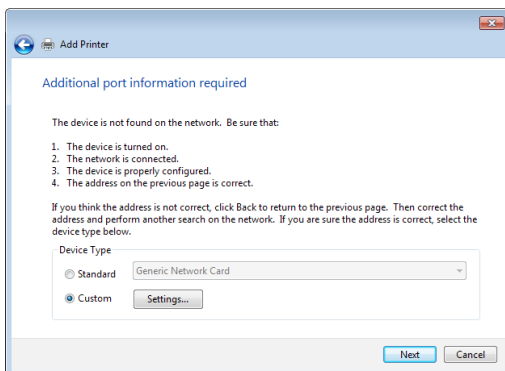 Add Printer
Additional port information required
The device is not found on the network. Be sure that:
1. The device is turned on.
2. The network is connected.
3. The device is properly configured.
4. The address on the previous page is correct.
If you think the address is not correct, click Back to return to the previous page. Then correct the
address and perform another search on the network. If you are sure the address is correct, select the
device type below.
Device Type
Standard Generic Network Card
Custom Settings...
Next Cancel